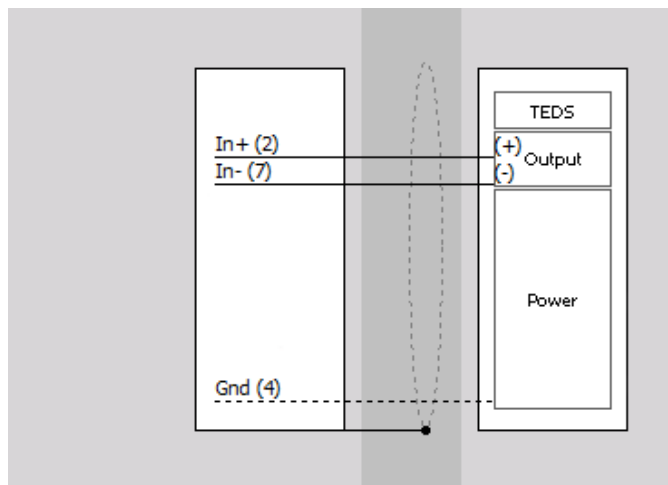 TEDS
In+ (2)
(+)
Output
In- (7)
(-)
Power
Gnd (4)